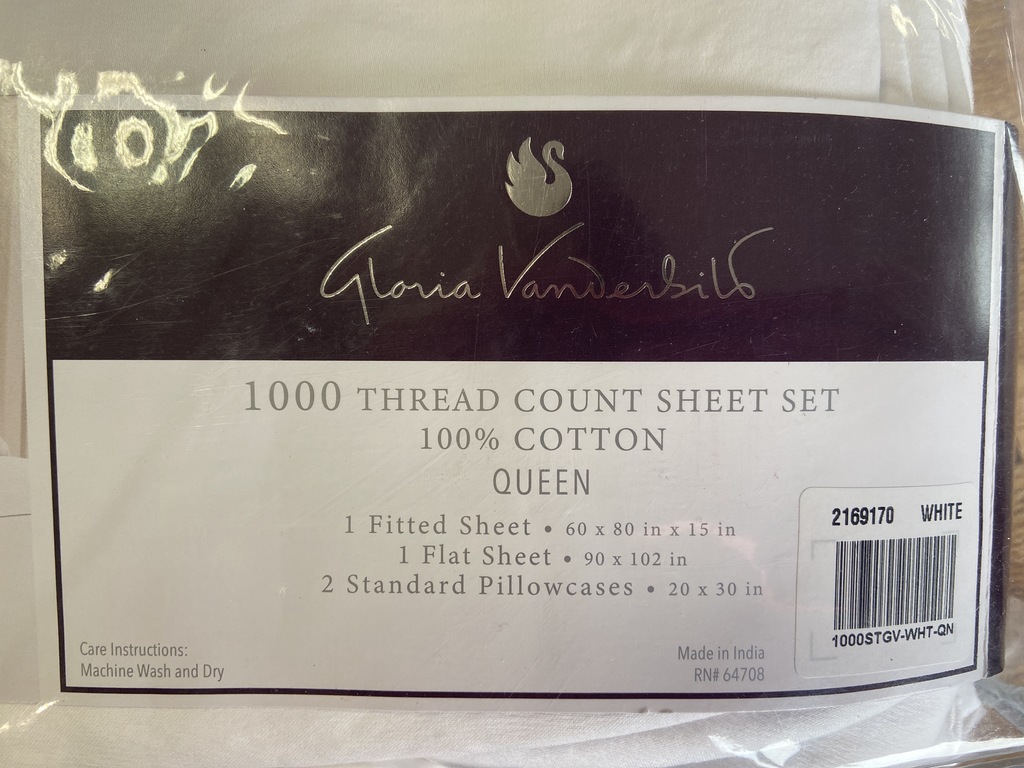 Gloria Vanderbilt
1000 THREAD COUNT SHEET SET
100% COTTON
QUEEN
1 Fitted Sheet • 60 x 80 in x 15 in
1 Flat Sheet • 90 x 102 in
2 Standard Pillowcases • 20 x 30 in
2169170 WHITE
1000STGV-WHT-QN
Care Instructions:
Machine Wash and Dry
Made in India
RN# 64708